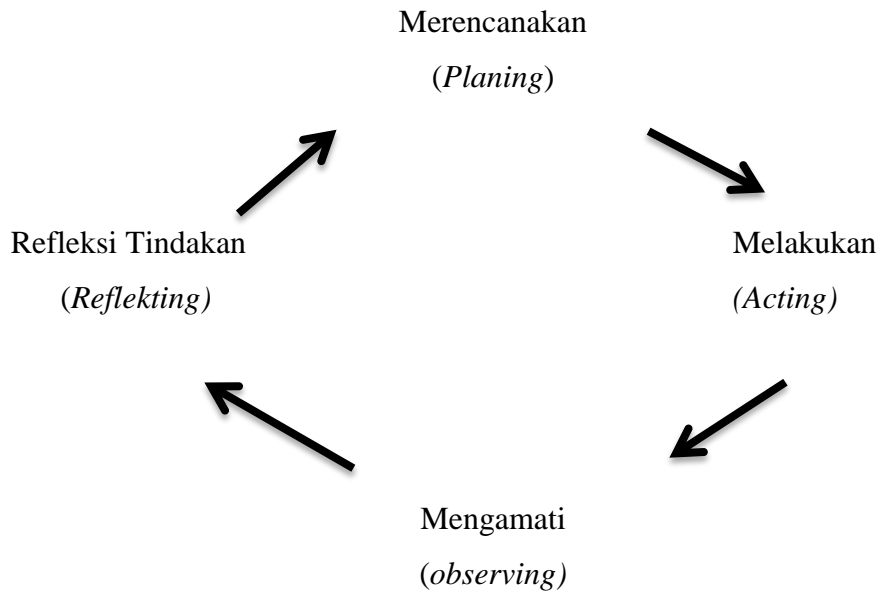 Merencanakan
(Planing)
Refleksi Tindakan
(Reflekting)
Melakukan
(Acting)
Mengamati
(observing)